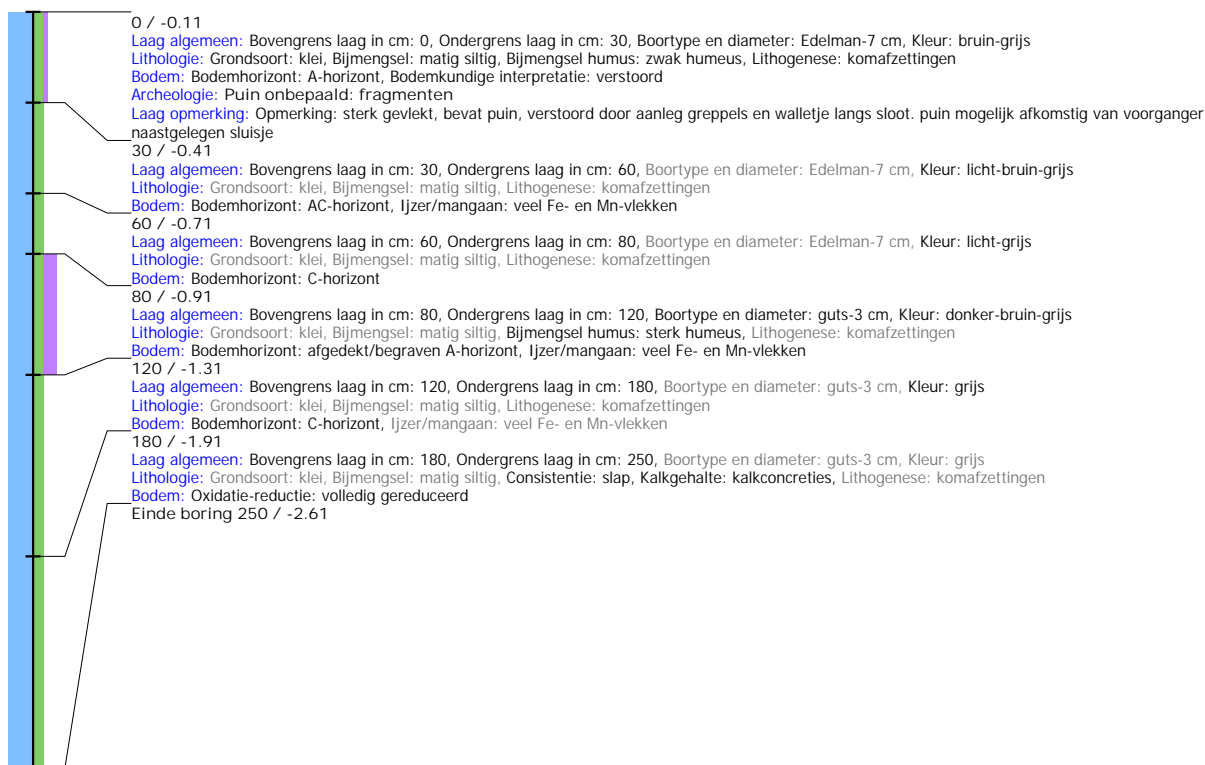 0 / -0.11
Laag algemeen: Bovengrens laag in cm: 0, Ondergrens laag in cm: 30, Boortype en diameter: Edelman-7 cm, Kleur: bruin-grijs
Lithologie: Grondsoort: klei, Bijmengsel: matig siltig, Bijmengsel humus: zwak humeus, Lithogenese: komafzettingen
Bodem: Bodemhorizont: A-horizont, Bodemkundige interpretatie: verstoord
Archeologie: Puin onbepaald: fragmenten
Laag opmerking: Opmerking: sterk gevlekt, bevat puin, verstoord door aanleg greppels en walletje langs sloot. puin mogelijk afkomstig van voorganger
naastgelegen sluisje
30 / -0.41
Laag algemeen: Bovengrens laag in cm: 30, Ondergrens laag in cm: 60, Boortype en diameter: Edelman-7 cm, Kleur: licht-bruin-grijs
Lithologie: Grondsoort: klei, Bijmengsel: matig siltig, Lithogenese: komafzettingen
Bodem: Bodemhorizont: AC-horizont, Ijzer/mangaan: veel Fe- en Mn-vlekken
60 / -0.71
Laag algemeen: Bovengrens laag in cm: 60, Ondergrens laag in cm: 80, Boortype en diameter: Edelman-7 cm, Kleur: licht-grijs
Lithologie: Grondsoort: klei, Bijmengsel: matig siltig, Lithogenese: komafzettingen
Bodem: Bodemhorizont: C-horizont
80 / -0.91
Laag algemeen: Bovengrens laag in cm: 80, Ondergrens laag in cm: 120, Boortype en diameter: guts-3 cm, Kleur: donker-bruin-grijs
Lithologie: Grondsoort: klei, Bijmengsel: matig siltig, Bijmengsel humus: sterk humeus, Lithogenese: komafzettingen
Bodem: Bodemhorizont: afgedekt/begraven A-horizont, Ijzer/mangaan: veel Fe- en Mn-vlekken
120 / -1.31
Laag algemeen: Bovengrens laag in cm: 120, Ondergrens laag in cm: 180, Boortype en diameter: guts-3 cm, Kleur: grijs
Lithologie: Grondsoort: klei, Bijmengsel: matig siltig, Lithogenese: komafzettingen
Bodem: Bodemhorizont: C-horizont, Ijzer/mangaan: veel Fe- en Mn-vlekken
180 / -1.91
Laag algemeen: Bovengrens laag in cm: 180, Ondergrens laag in cm: 250, Boortype en diameter: guts-3 cm, Kleur: grijs
Lithologie: Grondsoort: klei, Bijmengsel: matig siltig, Consistentie: slap, Kalkgehalte: kalkconcreties, Lithogenese: komafzettingen
Bodem: Oxidatie-reductie: volledig gereduceerd
Einde boring 250 / -2.61